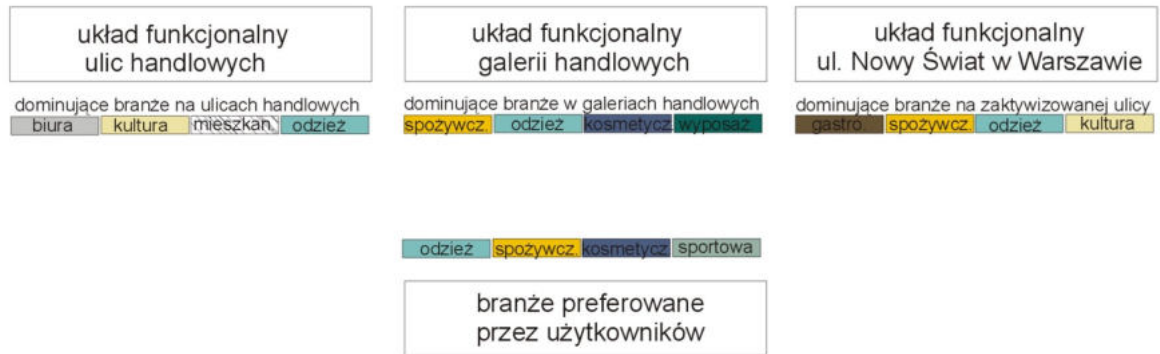 układ funkcjonalny
ulic handlowych
układ funkcjonalny
galerii handlowych
układ funkcjonalny
ul. Nowy Świat w Warszawie
dominujące branże na ulicach handlowych
biura kultura mieszkan. odzież
dominujące branże w galeriach handlowych
spożywcz. odzież kosmetycz. wyposaż.
dominujące branże na zaktywizowanej ulicy
gastro. spożywcz. odzież kultura
odzież spożywcz. kosmetycz sportowa
branże preferowane
przez użytkowników